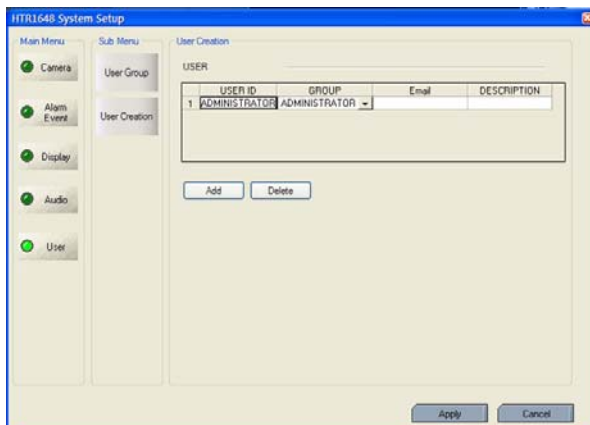 HTR1648 System Setup
Main Menu
Camera
Alarm
Event
Display
Audio
User
Sub Menu
User Group
User Creation
User Creation
USER
USER ID GROUP Email DESCRIPTION
1 ADMINISTRATOR ADMINISTRATOR
Add Delete
Apply Cancel